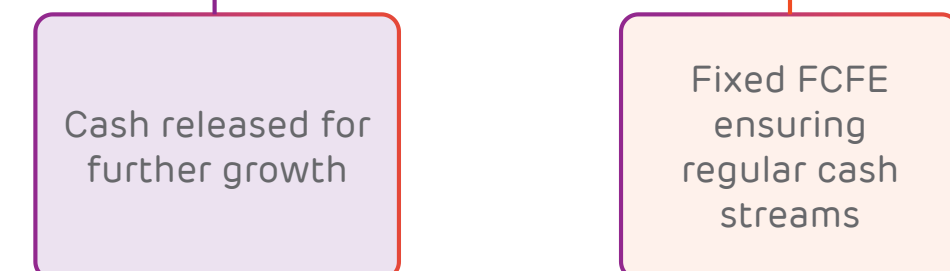 Cash released for
further growth
Fixed FCFE
ensuring
regular cash
streams